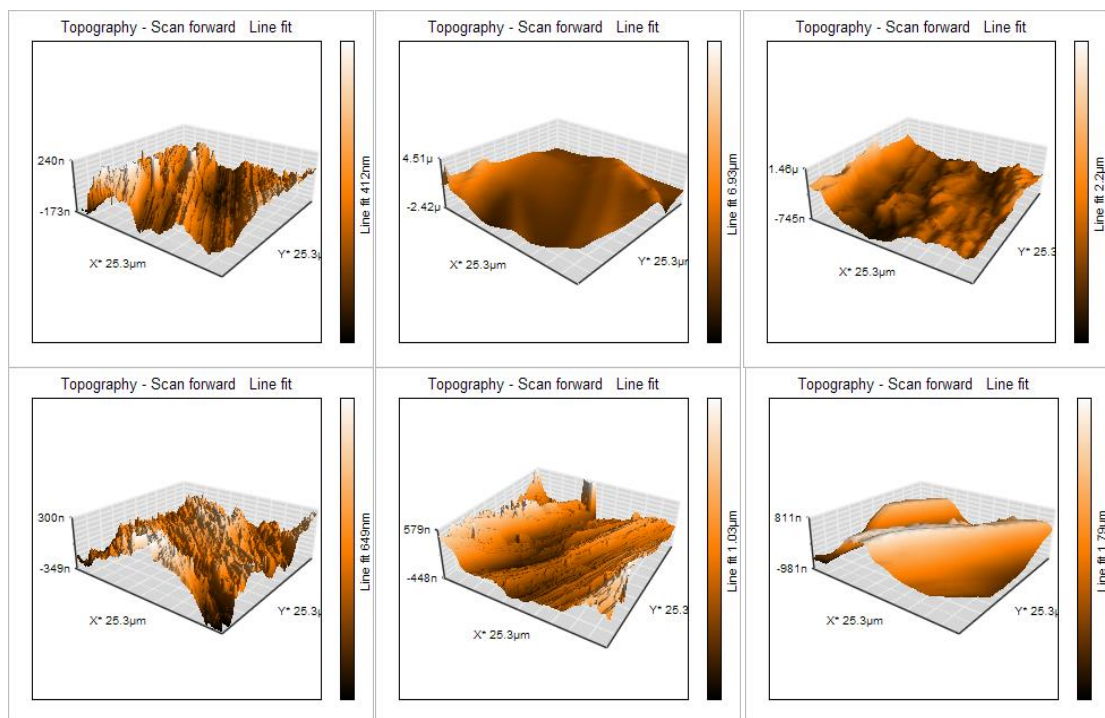 Topography - Scan forward Line fit
240n
-173n
X* 25.3µm
Y* 25.3µ
Line fit 412nm
Topography - Scan forward Line fit
4.51µ
-2.42µ
X* 25.3µm
Y* 25.3µm
Line fit 6.93µm
Topography - Scan forward Line fit
1.46µ
-745n
X* 25.3µm
Y* 25.3
Line fit 2.2µm
Topography - Scan forward Line fit
300n
-349n
X* 25.3µm
Y* 25.3µ
Line fit 649nm
Topography - Scan forward Line fit
579n
-448n
X* 25.3µm
Y* 25.3
Line fit 1.03µm
Topography - Scan forward Line fit
811n
-981n
X* 25.3µm
Y* 25.3µ
Line fit 1.79µm